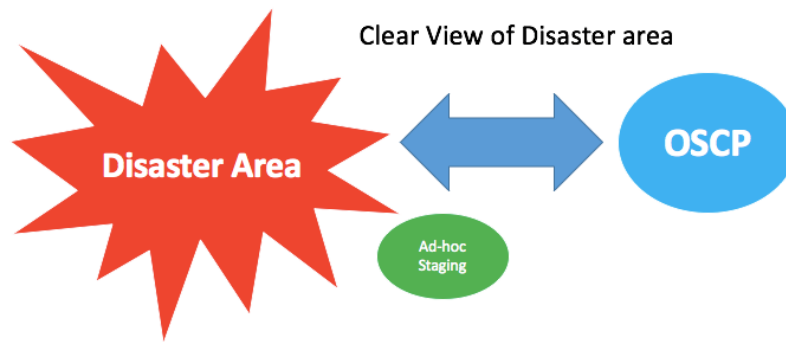 Clear View of Disaster area
Disaster Area
OSCP
Ad-hoc
Staging